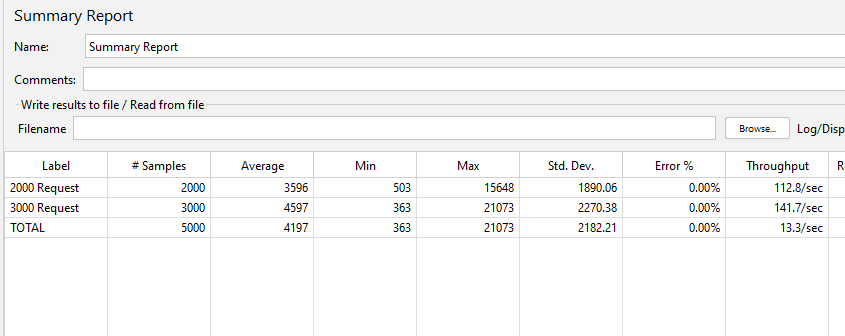 Summary Report
Name: Summary Report
Comments:
Write results to file / Read from file
Filename Browse... Log/Disp
Label # Samples Average Min Max Std. Dev. Error % Throughput R
2000 Request 2000 3596 503 15648 1890.06 0.00% 112.8/sec
3000 Request 3000 4597 363 21073 2270.38 0.00% 141.7/sec
TOTAL 5000 4197 363 21073 2182.21 0.00% 13.3/sec